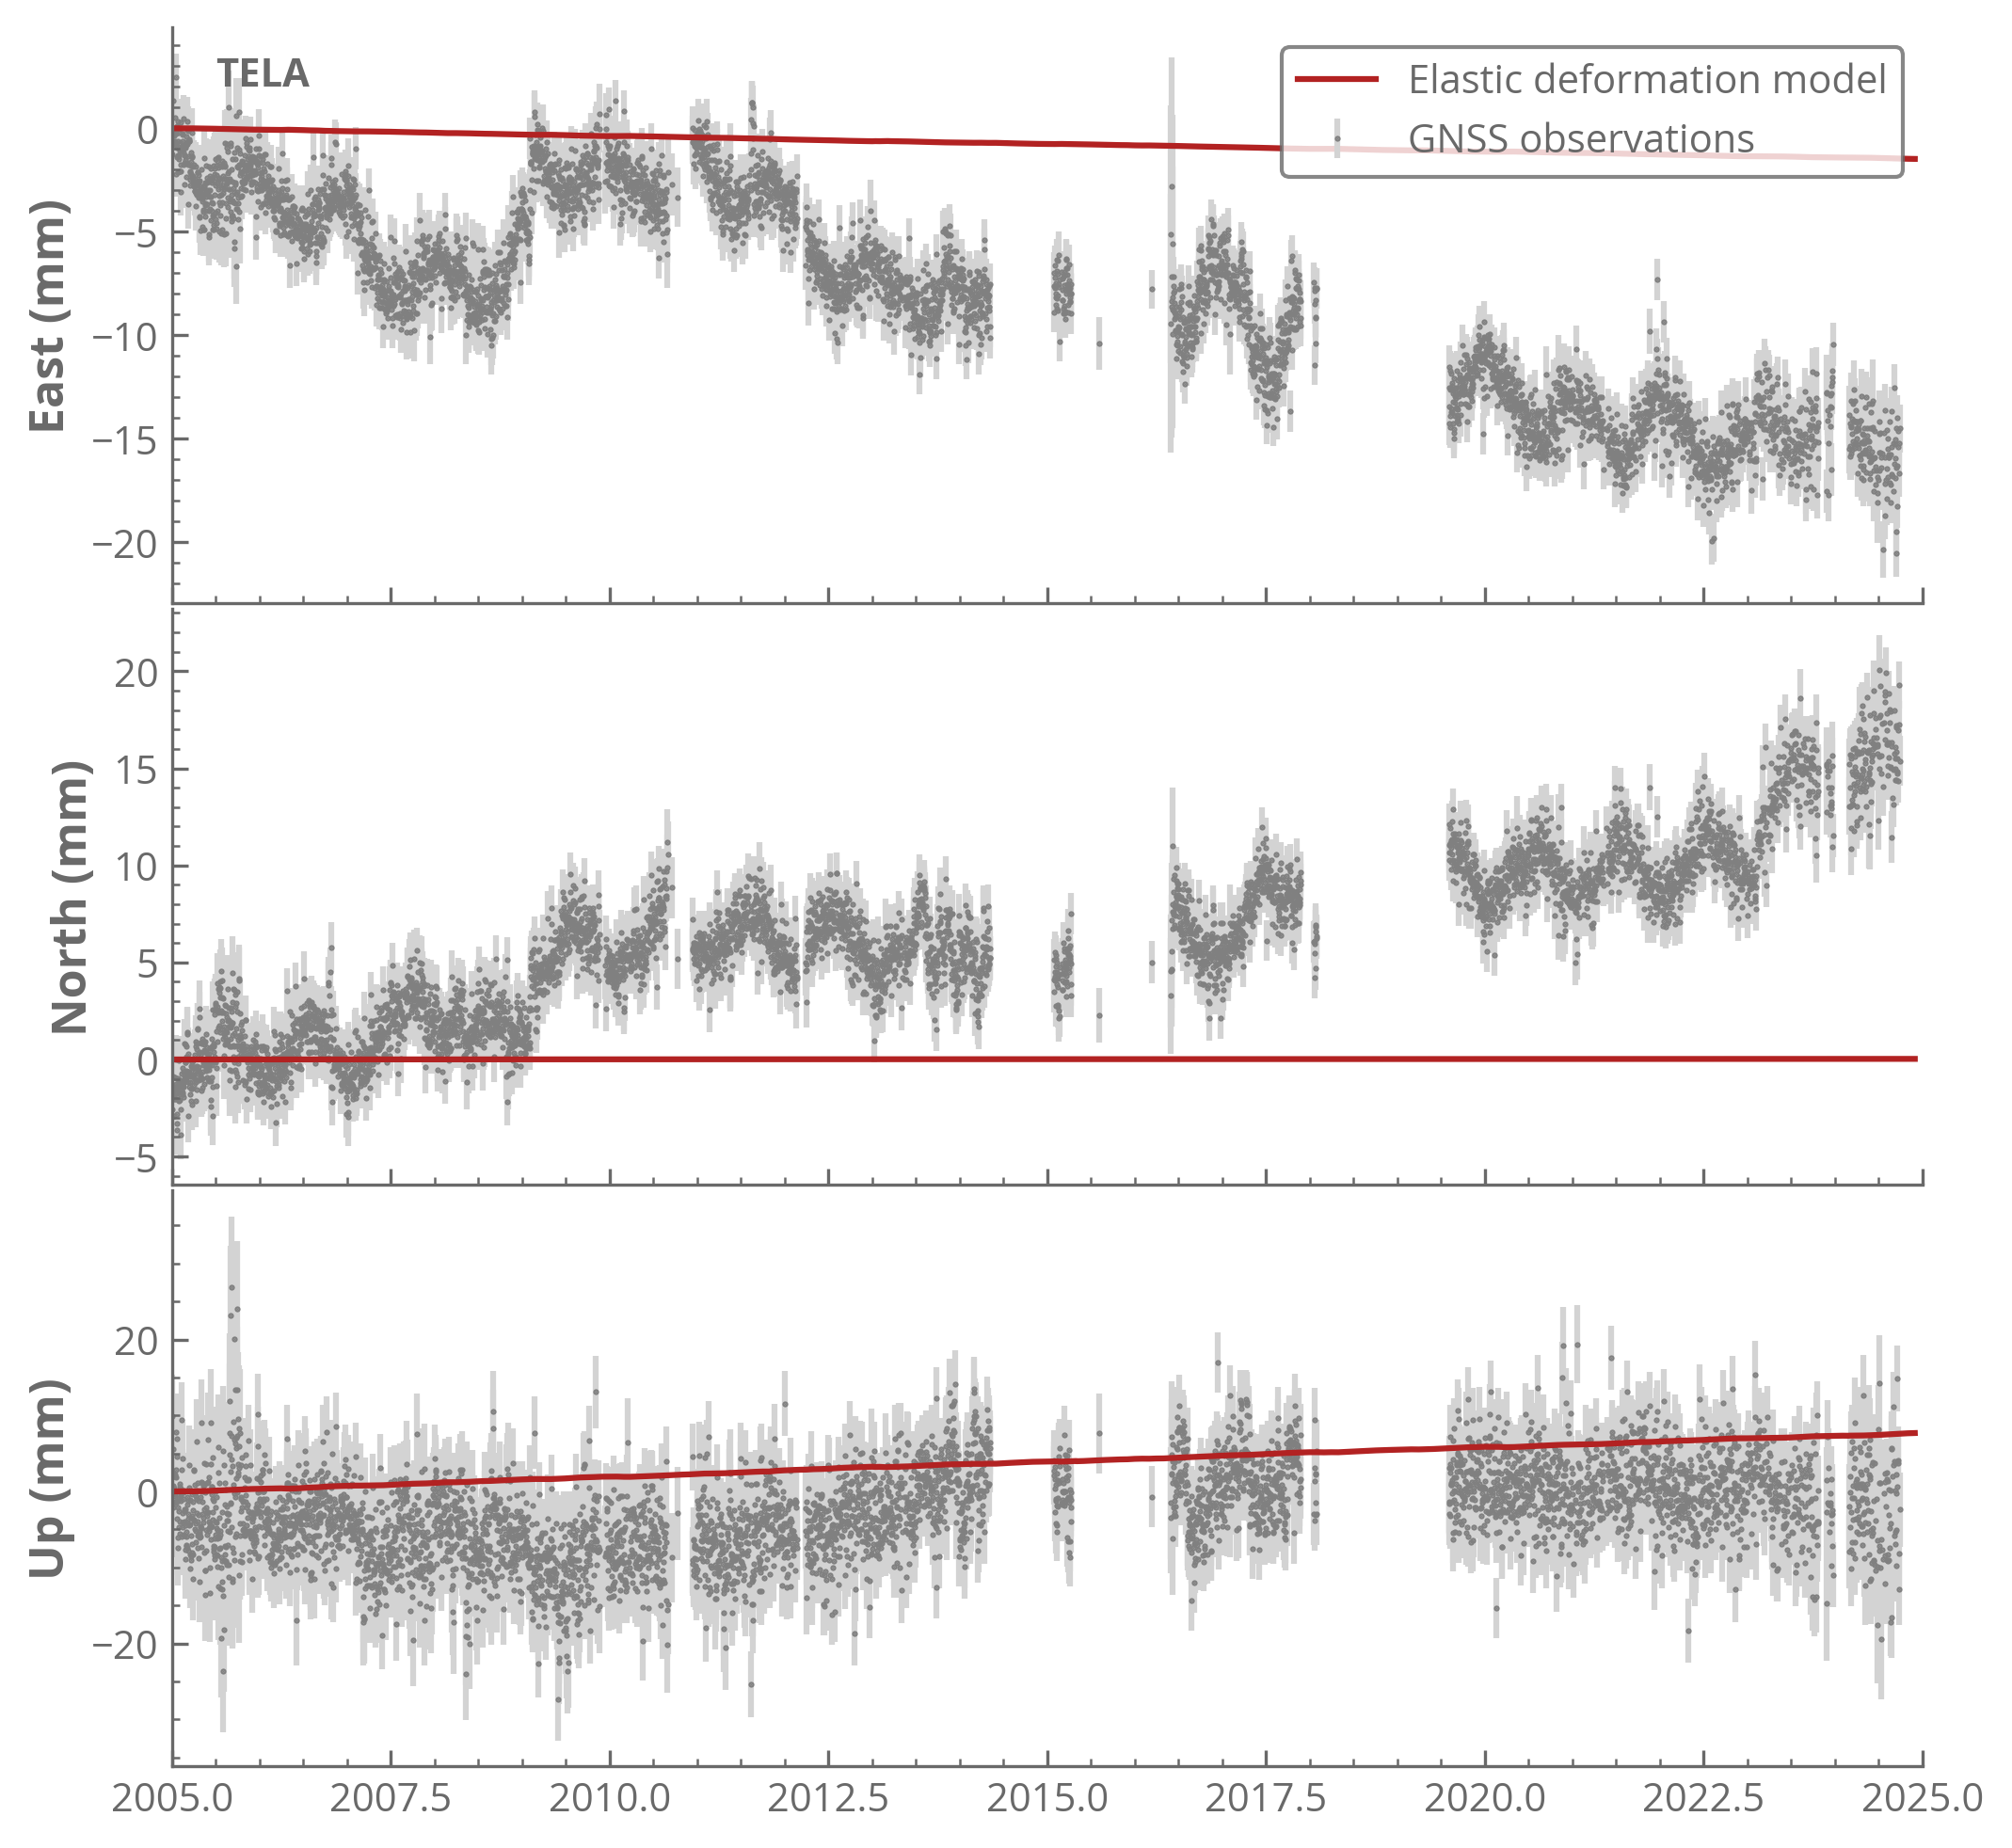 TELA
Elastic deformation model
GNSS observations
East (mm)
0
−5
−10
−15
−20
North (mm)
20
15
10
5
0
−5
Up (mm)
20
0
−20
2005.0 2007.5 2010.0 2012.5 2015.0 2017.5 2020.0 2022.5 2025.0